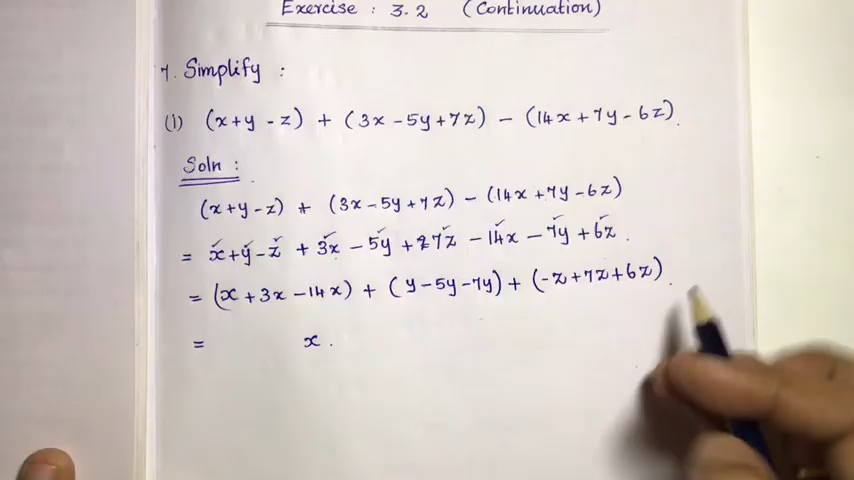 Exercise : 3.2 (Continuation)
7. Simplify :
(1) (x+y-z) + (3x-5y+7z) - (14x+7y-6z).
Soln :
(x+y-z) + (3x-5y+7z) - (14x+7y-6z)
= x+y-z + 3x - 5y + 7z - 14x - 7y + 6z.
= (x+3x-14x) + (y-5y-7y) + (-z+7z+6z).
= x.